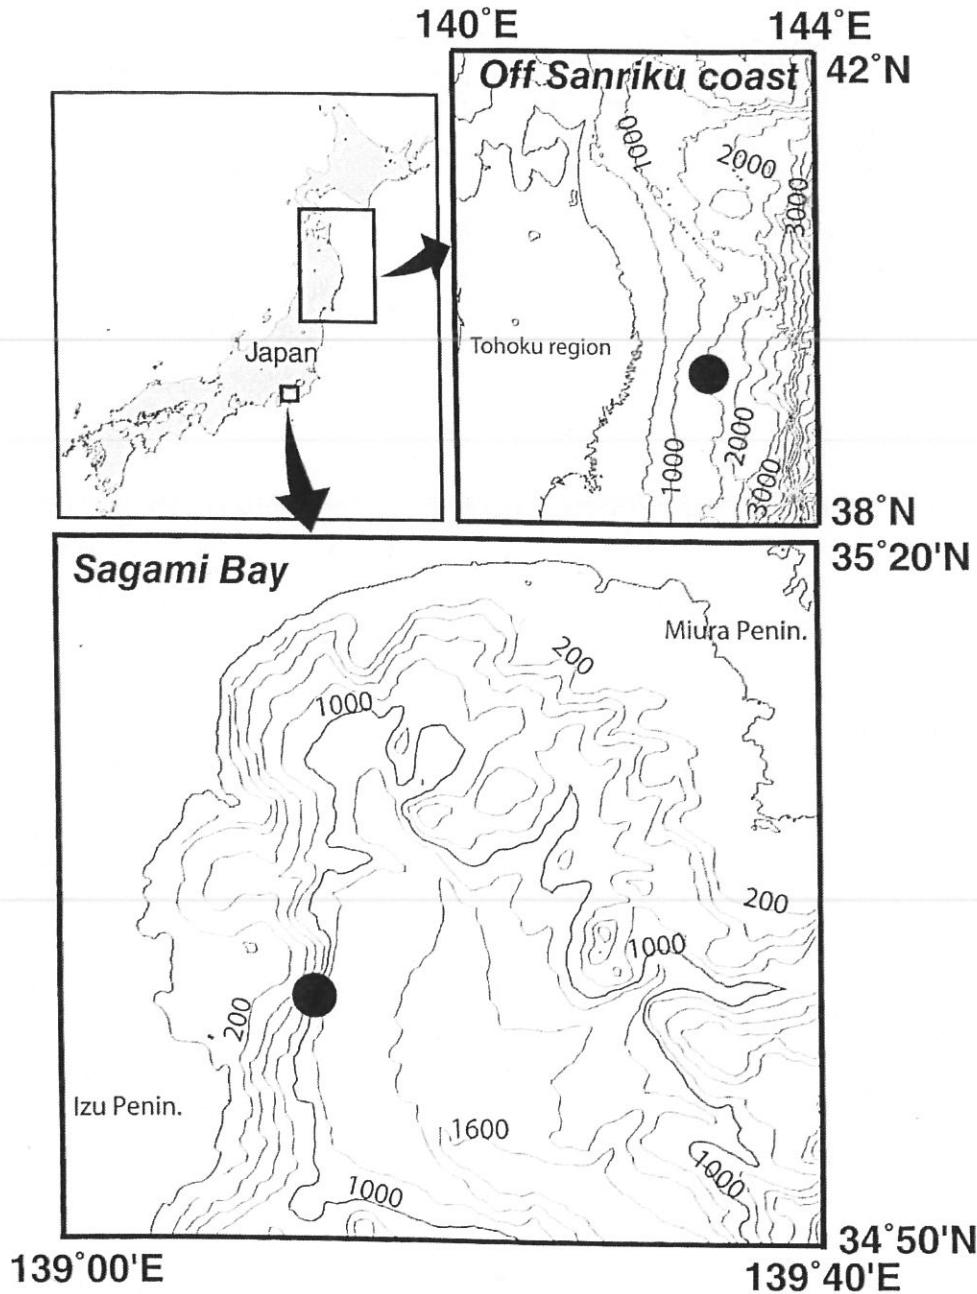 140°E
144°E
Off Sanriku coast
42°N
1000
2000
3000
Japan
Tohoku region
1000
2000
3000
38°N
Sagami Bay
35°20'N
Miura Penin.
200
1000
200
1000
200
Izu Penin.
1600
1000
1000
34°50'N
139°00'E
139°40'E